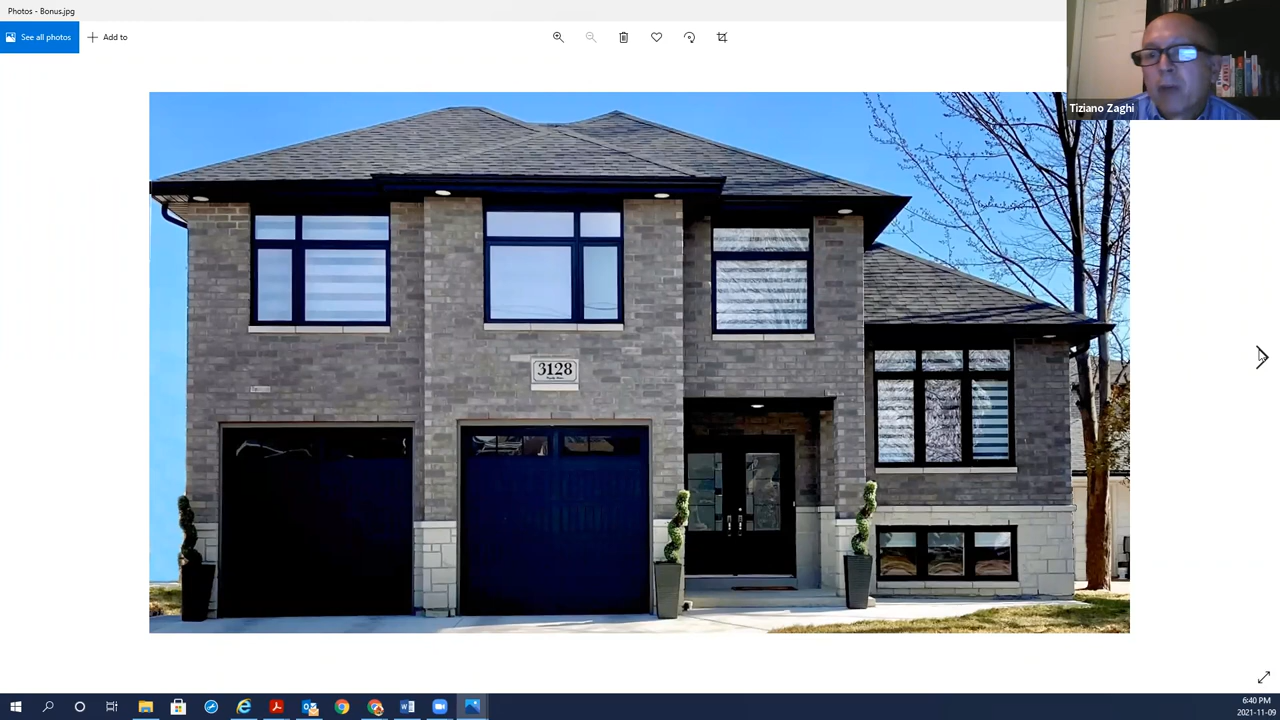 Photos - Bonus.jpg
See all photos
Add to
Tiziano Zaghi
3128
6:40 PM
2021-11-09